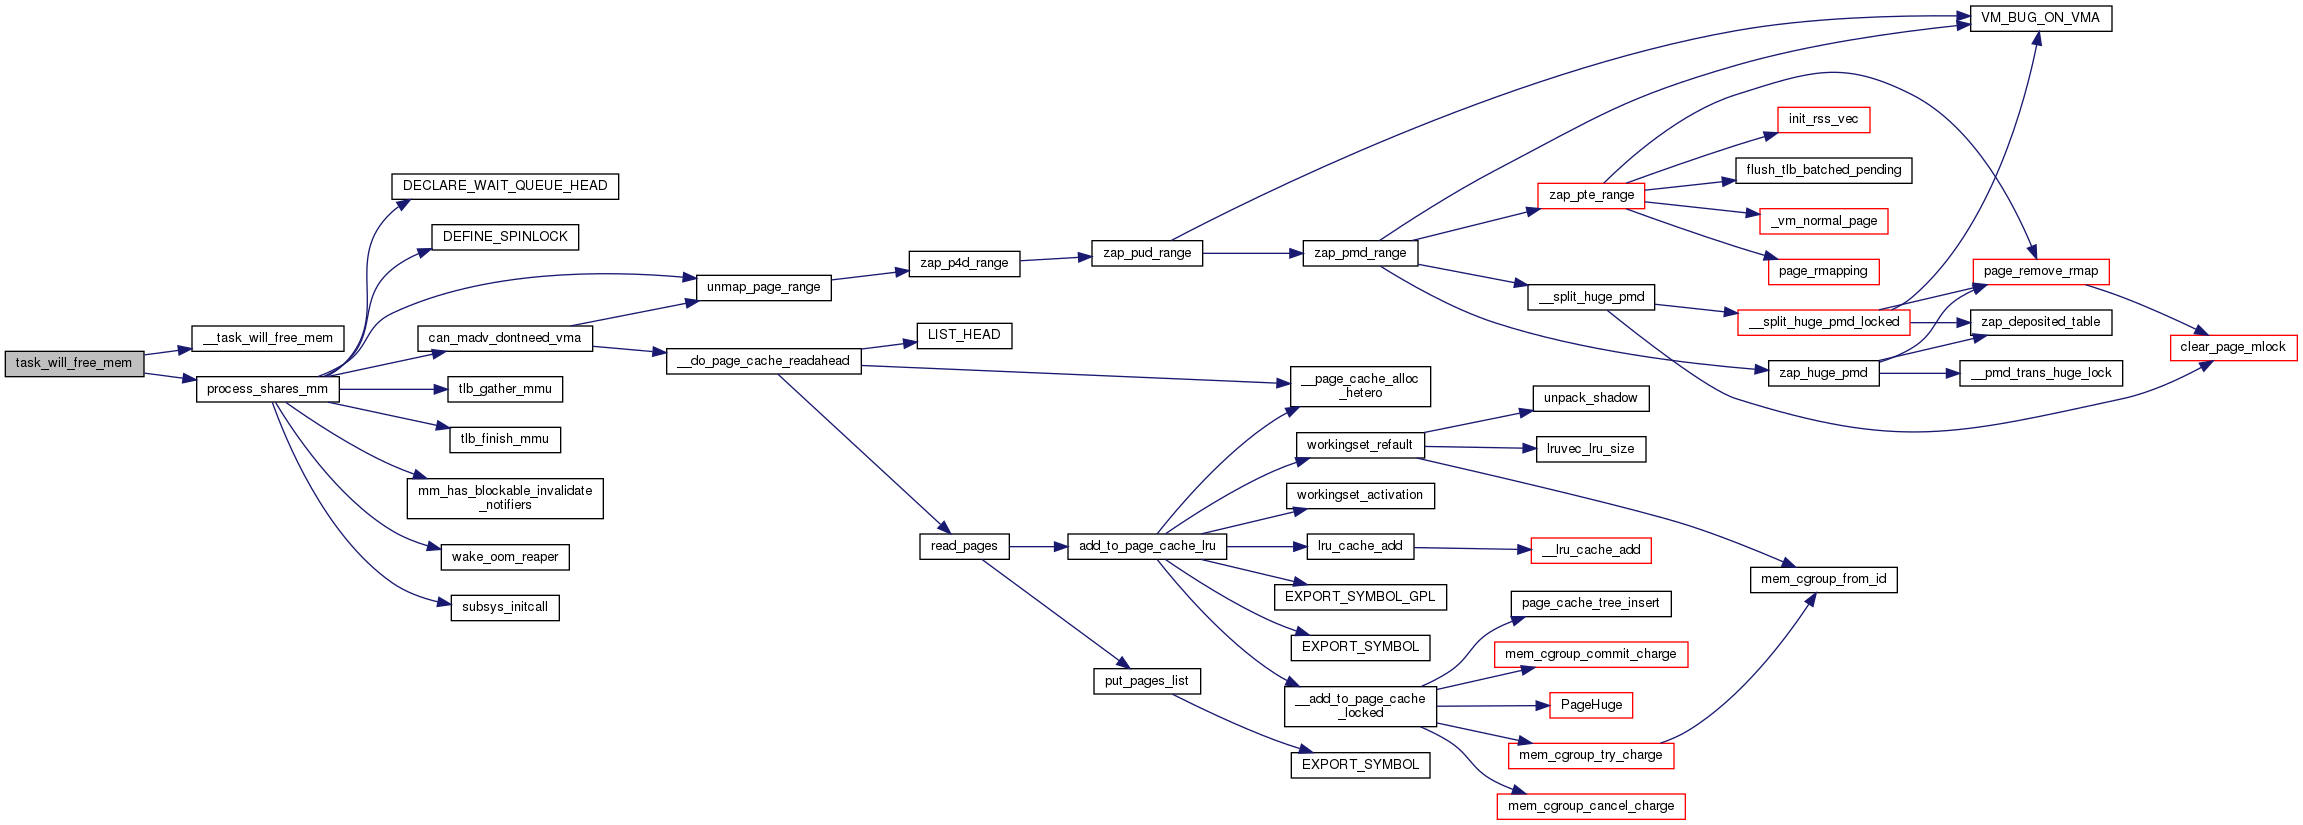 task_will_free_mem
__task_will_free_mem
process_shares_mm
DECLARE_WAIT_QUEUE_HEAD
DEFINE_SPINLOCK
can_madv_dontneed_vma
tlb_gather_mmu
tlb_finish_mmu
mm_has_blockable_invalidate
_notifiers
wake_oom_reaper
subsys_initcall
unmap_page_range
__do_page_cache_readahead
zap_p4d_range
LIST_HEAD
read_pages
zap_pud_range
add_to_page_cache_lru
put_pages_list
zap_pmd_range
__page_cache_alloc
_hetero
workingset_refault
workingset_activation
lru_cache_add
EXPORT_SYMBOL_GPL
EXPORT_SYMBOL
__add_to_page_cache
_locked
EXPORT_SYMBOL
zap_pte_range
__split_huge_pmd
unpack_shadow
lruvec_lru_size
__lru_cache_add
page_cache_tree_insert
mem_cgroup_commit_charge
PageHuge
mem_cgroup_try_charge
mem_cgroup_cancel_charge
init_rss_vec
flush_tlb_batched_pending
_vm_normal_page
page_rmapping
__split_huge_pmd_locked
zap_huge_pmd
mem_cgroup_from_id
VM_BUG_ON_VMA
page_remove_rmap
zap_deposited_table
__pmd_trans_huge_lock
clear_page_mlock